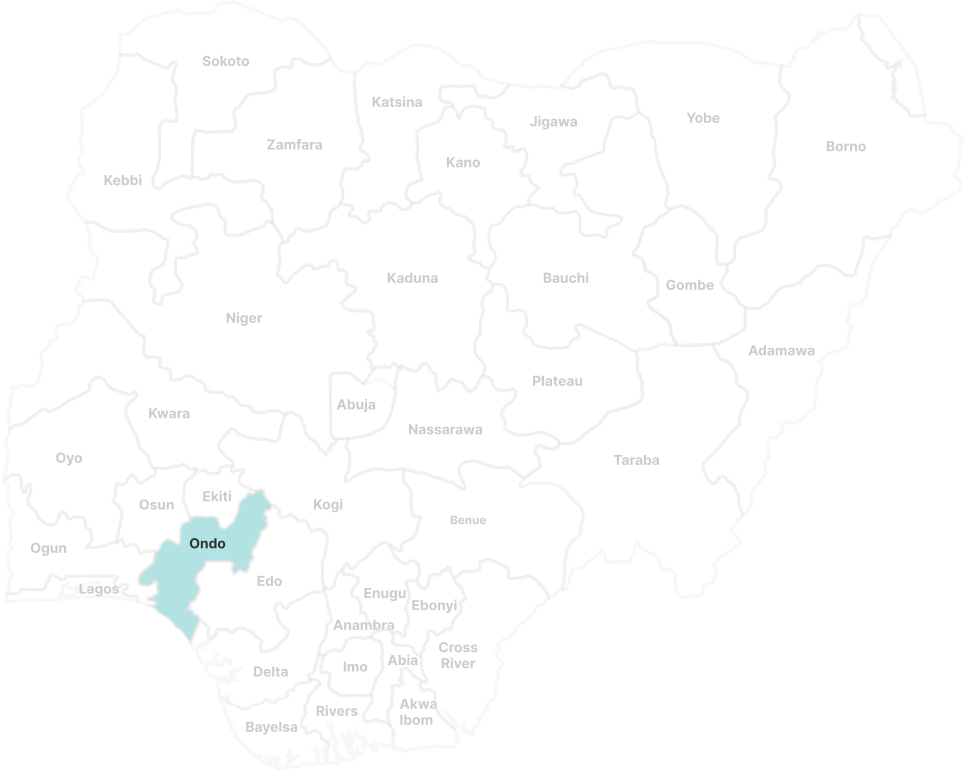 Sokoto
Katsina
Jigawa
Yobe
Borno
Zamfara
Kano
Kebbi
Kaduna
Bauchi
Gombe
Niger
Adamawa
Plateau
Abuja
Kwara
Nassarawa
Oyo
Taraba
Ekiti
Osun
Kogi
Benue
Ondo
Ogun
Edo
Lagos
Enugu
Ebonyi
Anambra
Cross
River
Abia
Imo
Delta
Akwa
Ibom
Rivers
Bayelsa